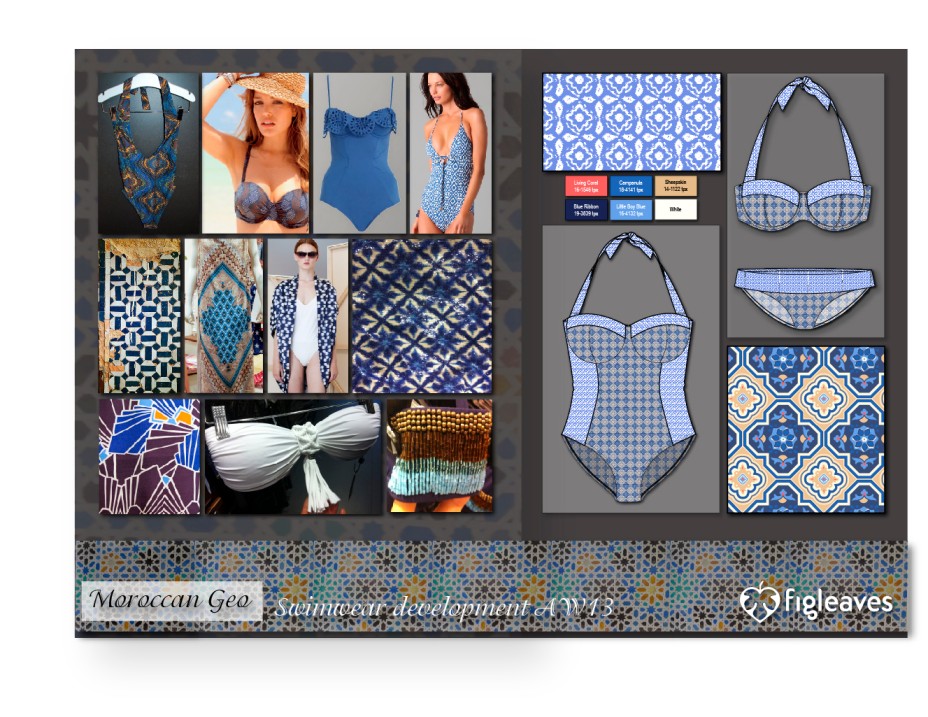 Living Coral
16-1546 tpx
Campanula
18-4141 tpx
Sheepskin
14-1122 tpx
Blue Ribbon
19-3839 tpx
Little Boy Blue
16-4132 tpx
White
Moroccan Geo
Swimwear development AW13
figleaves